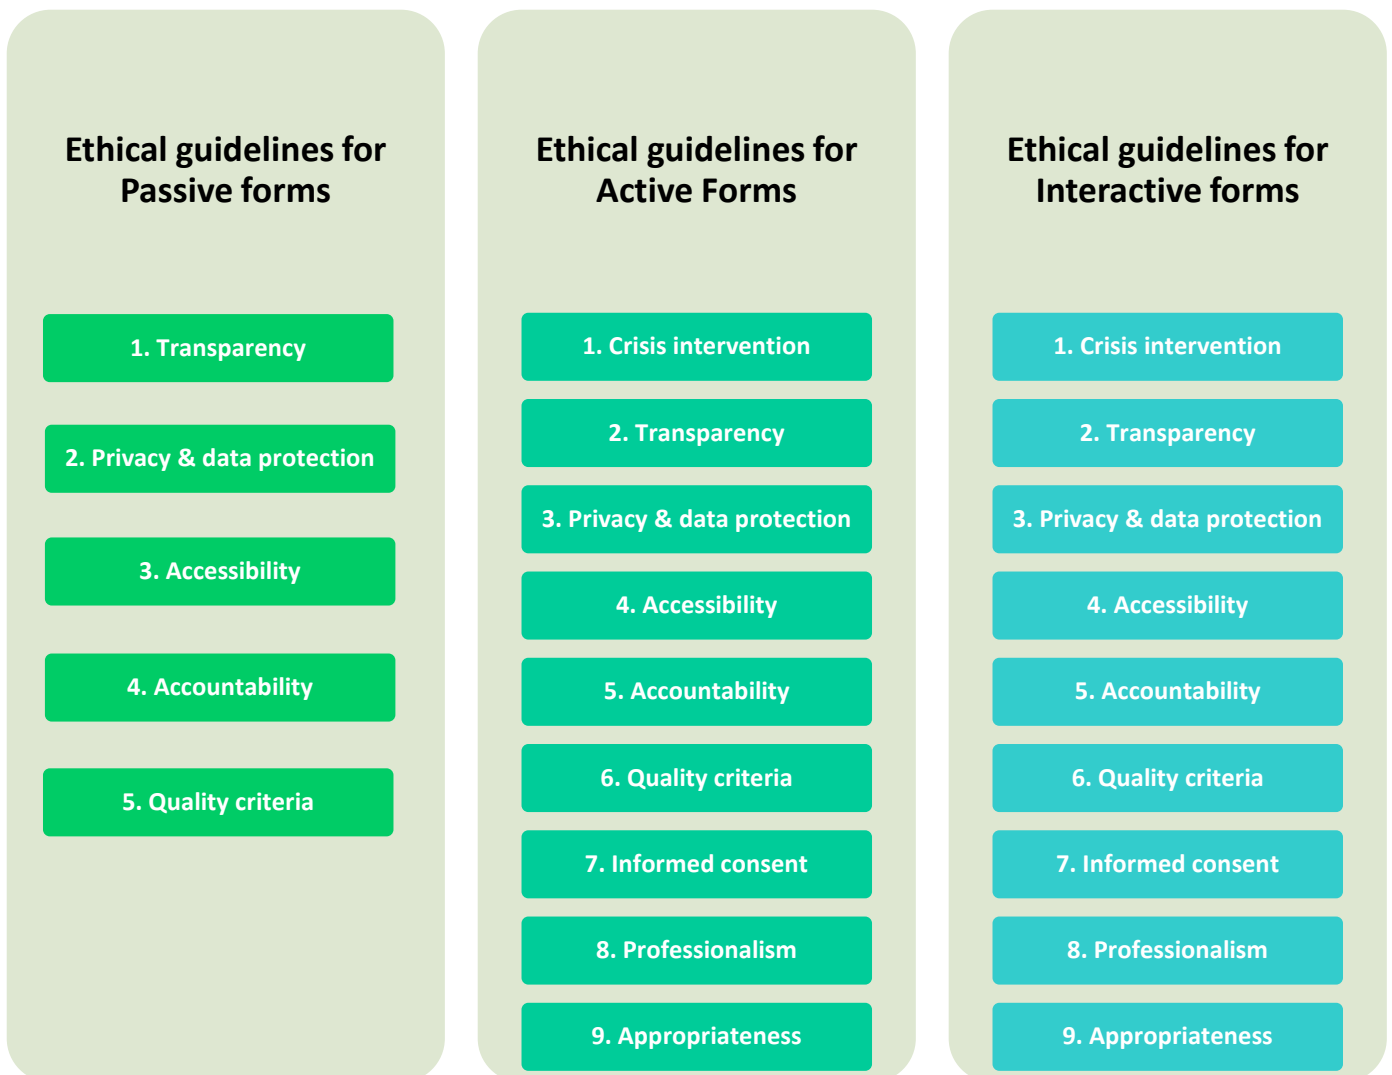 Ethical guidelines for
Passive forms
1. Transparency
2. Privacy & data protection
3. Accessibility
4. Accountability
5. Quality criteria
Ethical guidelines for
Active Forms
1. Crisis intervention
2. Transparency
3. Privacy & data protection
4. Accessibility
5. Accountability
6. Quality criteria
7. Informed consent
8. Professionalism
9. Appropriateness
Ethical guidelines for
Interactive forms
1. Crisis intervention
2. Transparency
3. Privacy & data protection
4. Accessibility
5. Accountability
6. Quality criteria
7. Informed consent
8. Professionalism
9. Appropriateness